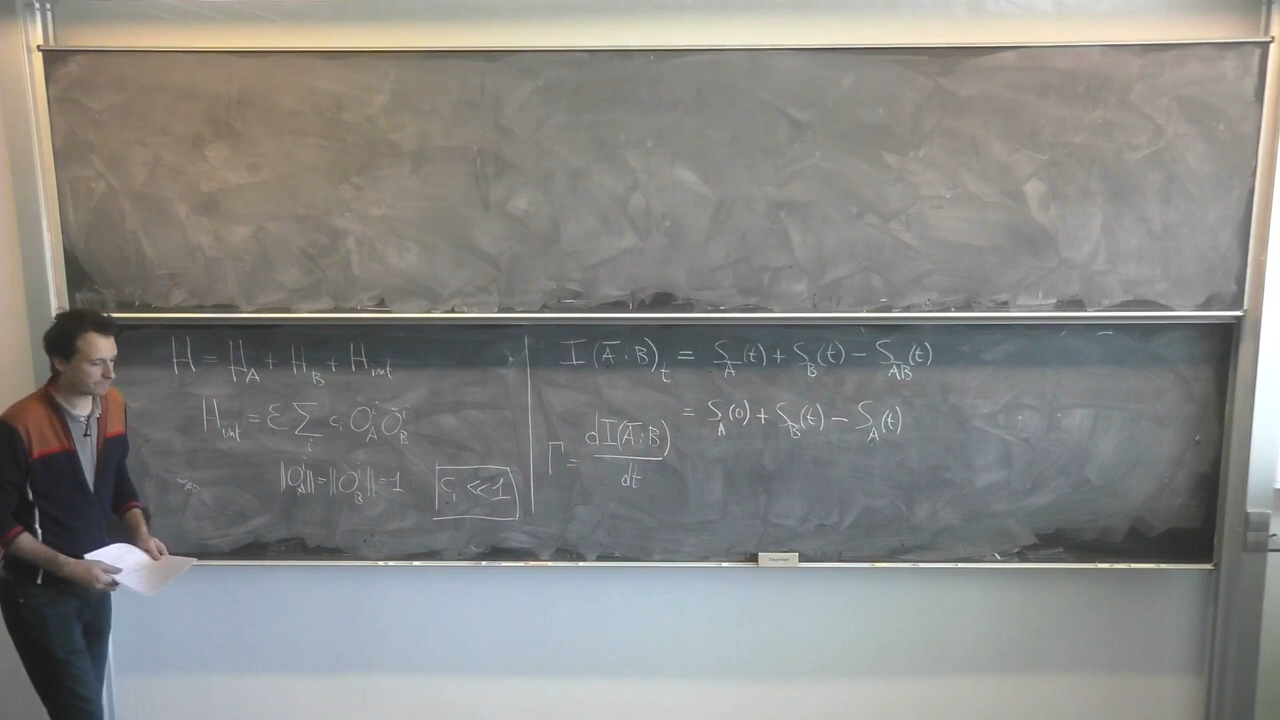 H = H_A + H_B + H_int
H_int = ε Σ_i c_i O_A^i O_B^i
||O_A^i|| = ||O_B^i|| = 1
c_i << 1
I(Ā:B)_t = S_A(t) + S_B(t) - S_AB(t)
= S_A(0) + S_B(t) - S_A(t)
Γ = dI(Ā:B)/dt